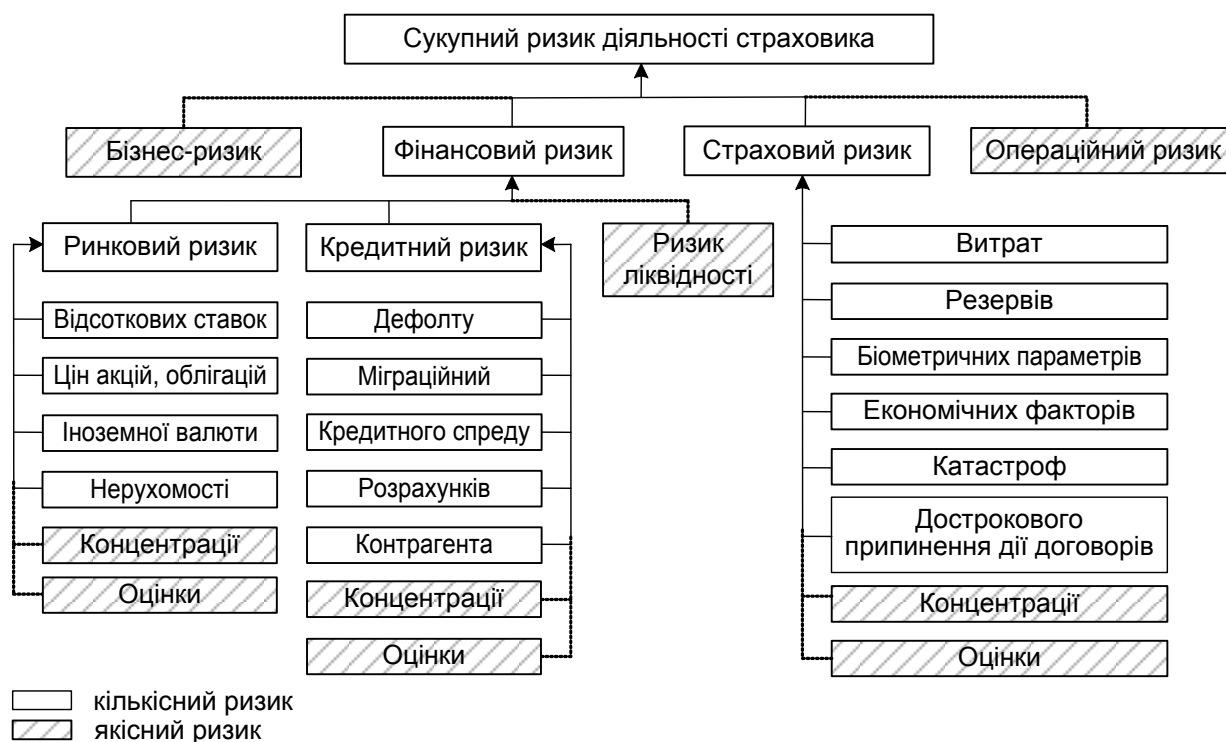 Сукупний ризик діяльності страховика
Бізнес-ризик
Фінансовий ризик
Страховий ризик
Операційний ризик
Ринковий ризик
Кредитний ризик
Ризик
ліквідності
Відсоткових ставок
Цін акцій, облігацій
Іноземної валюти
Нерухомості
Концентрації
Оцінки
Дефолту
Міграційний
Кредитного спреду
Розрахунків
Контрагента
Концентрації
Оцінки
Витрат
Резервів
Біометричних параметрів
Економічних факторів
Катастроф
Дострокового
припинення дії договорів
Концентрації
Оцінки
кількісний ризик
якісний ризик